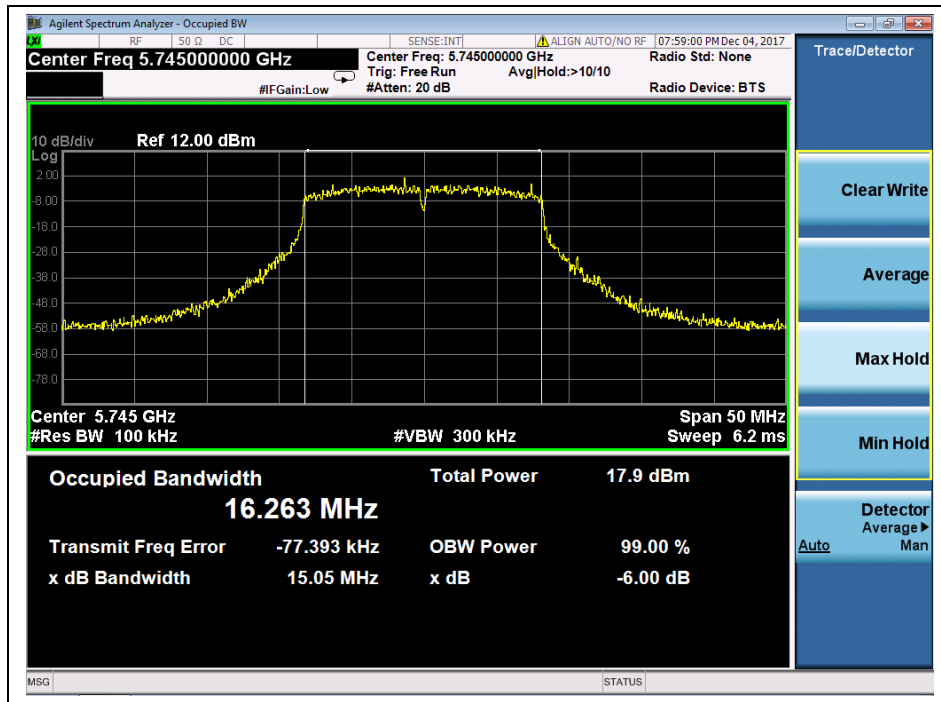 Agilent Spectrum Analyzer - Occupied BW
LXI RF 50 Ω DC SENSE:INT ALIGN AUTO/NO RF 07:59:00 PM Dec 04, 2017
Center Freq 5.745000000 GHz
Center Freq: 5.745000000 GHz Radio Std: None
Trig: Free Run Avg|Hold:>10/10
#IFGain:Low #Atten: 20 dB Radio Device: BTS
10 dB/div Ref 12.00 dBm
Log
2.00
-8.00
-18.0
-28.0
-38.0
-48.0
-58.0
-68.0
-78.0
Center 5.745 GHz Span 50 MHz
#Res BW 100 kHz #VBW 300 kHz Sweep 6.2 ms
Occupied Bandwidth Total Power 17.9 dBm
16.263 MHz
Transmit Freq Error -77.393 kHz OBW Power 99.00 %
x dB Bandwidth 15.05 MHz x dB -6.00 dB
MSG STATUS
Trace/Detector
Clear Write
Average
Max Hold
Min Hold
Detector
Average
Auto Man